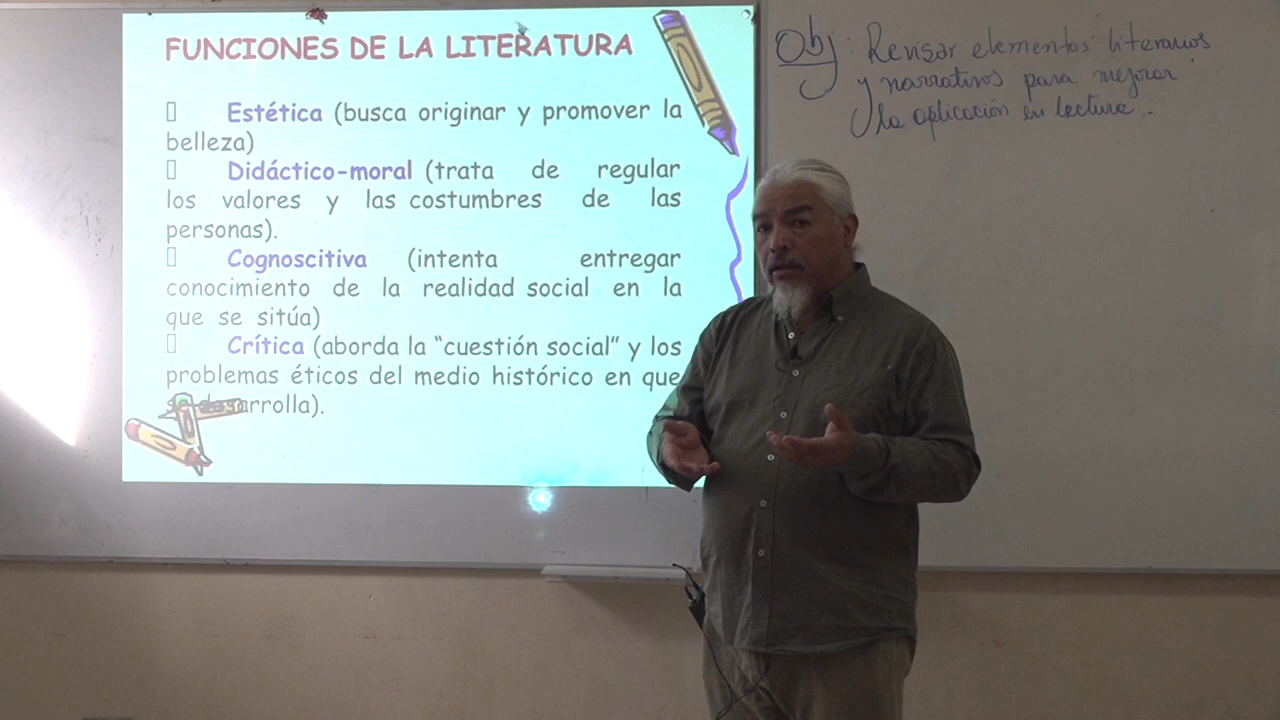 FUNCIONES DE LA LITERATURA
Estética (busca originar y promover la
belleza)
Didáctico-moral (trata de regular
los valores y las costumbres de las
personas).
Cognoscitiva (intenta entregar
conocimiento de la realidad social en la
que se sitúa)
Crítica (aborda la “cuestión social” y los
problemas éticos del medio histórico en que
se desarrolla).
Obj: Revisar elementos literarios
y narrativos para mejorar
la aplicación en lectura.-